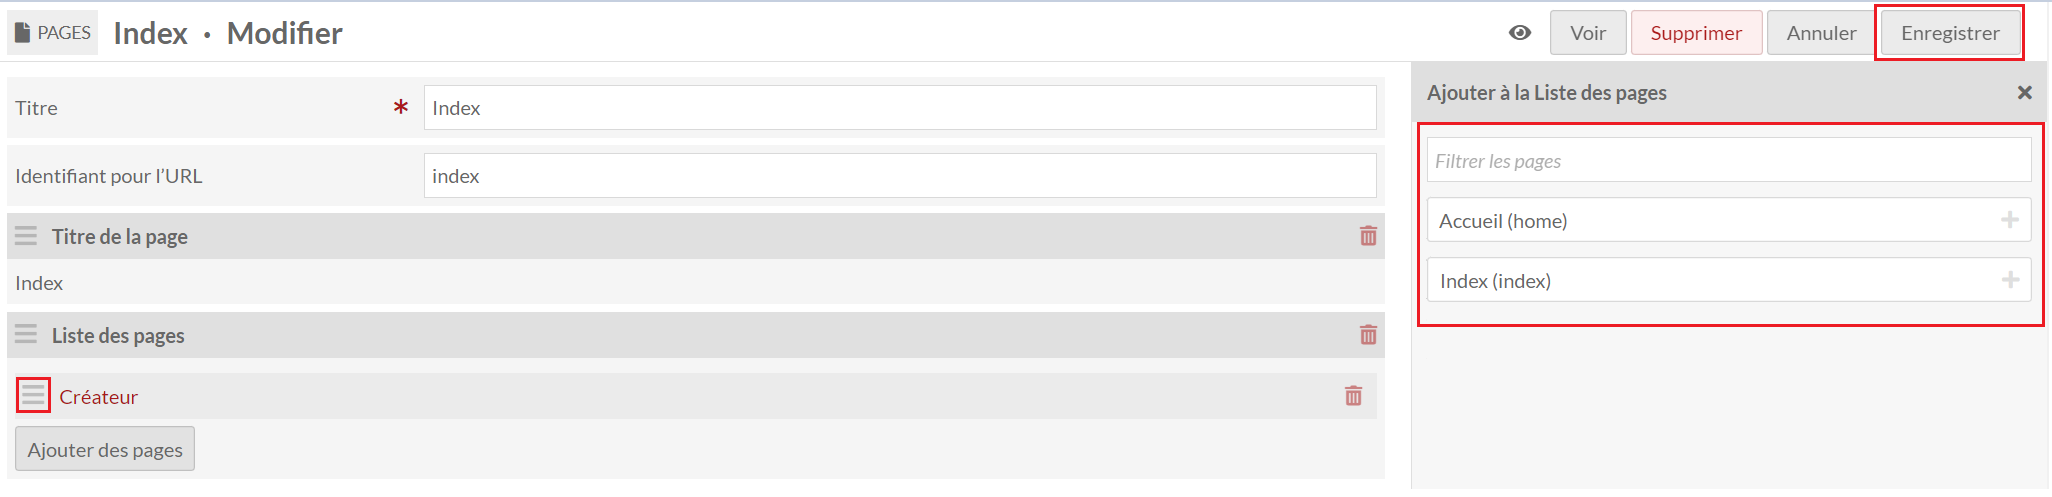 PAGES Index • Modifier
Voir Supprimer Annuler Enregistrer
Titre * Index
Identifiant pour l’URL index
Titre de la page
Index
Liste des pages
Créateur
Ajouter des pages
Ajouter à la Liste des pages
Filtrer les pages
Accueil (home)
Index (index)